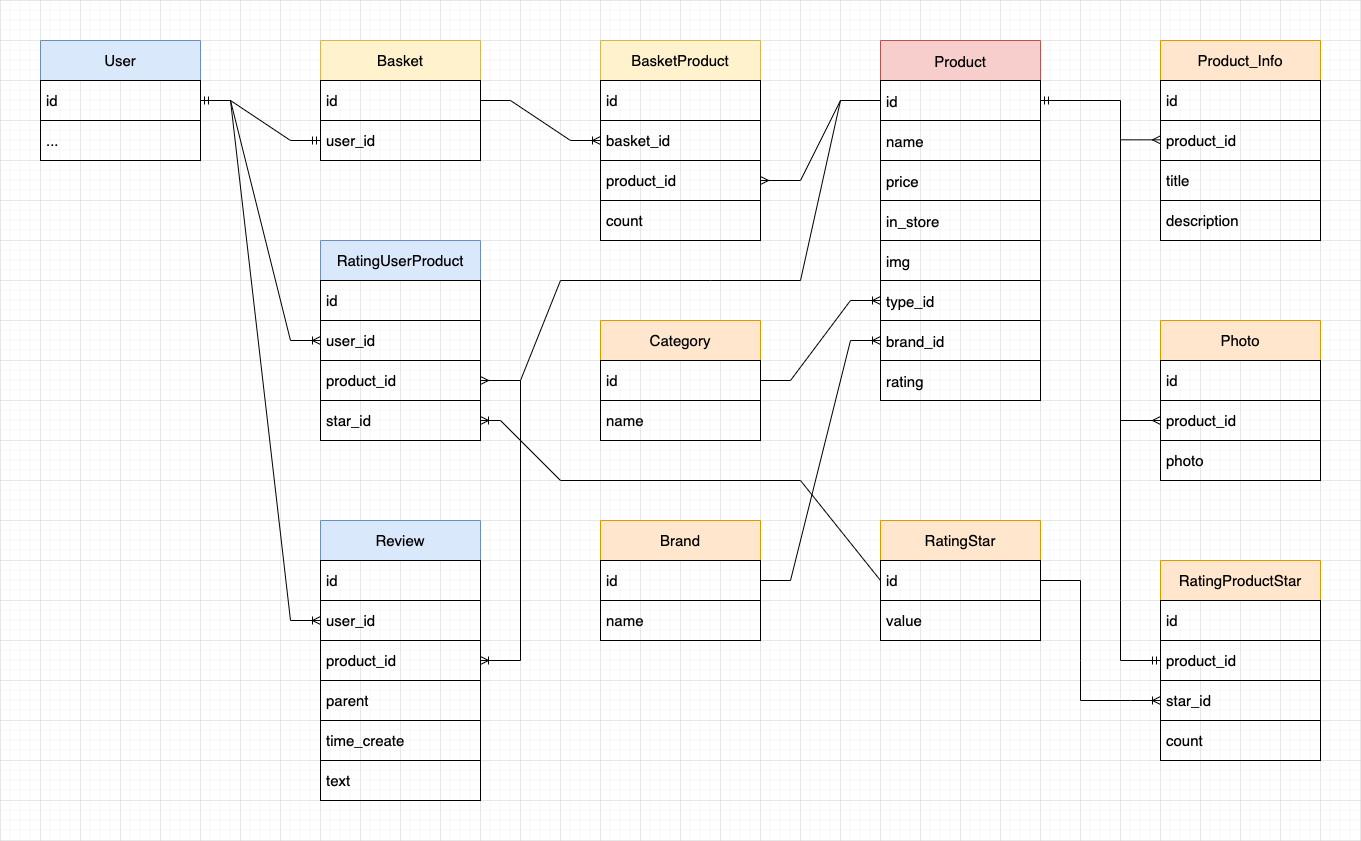 User
id
...
Basket
id
user_id
BasketProduct
id
basket_id
product_id
count
Product
id
name
price
in_store
img
type_id
brand_id
rating
Product_Info
id
product_id
title
description
RatingUserProduct
id
user_id
product_id
star_id
Category
id
name
Photo
id
product_id
photo
Review
id
user_id
product_id
parent
time_create
text
Brand
id
name
RatingStar
id
value
RatingProductStar
id
product_id
star_id
count